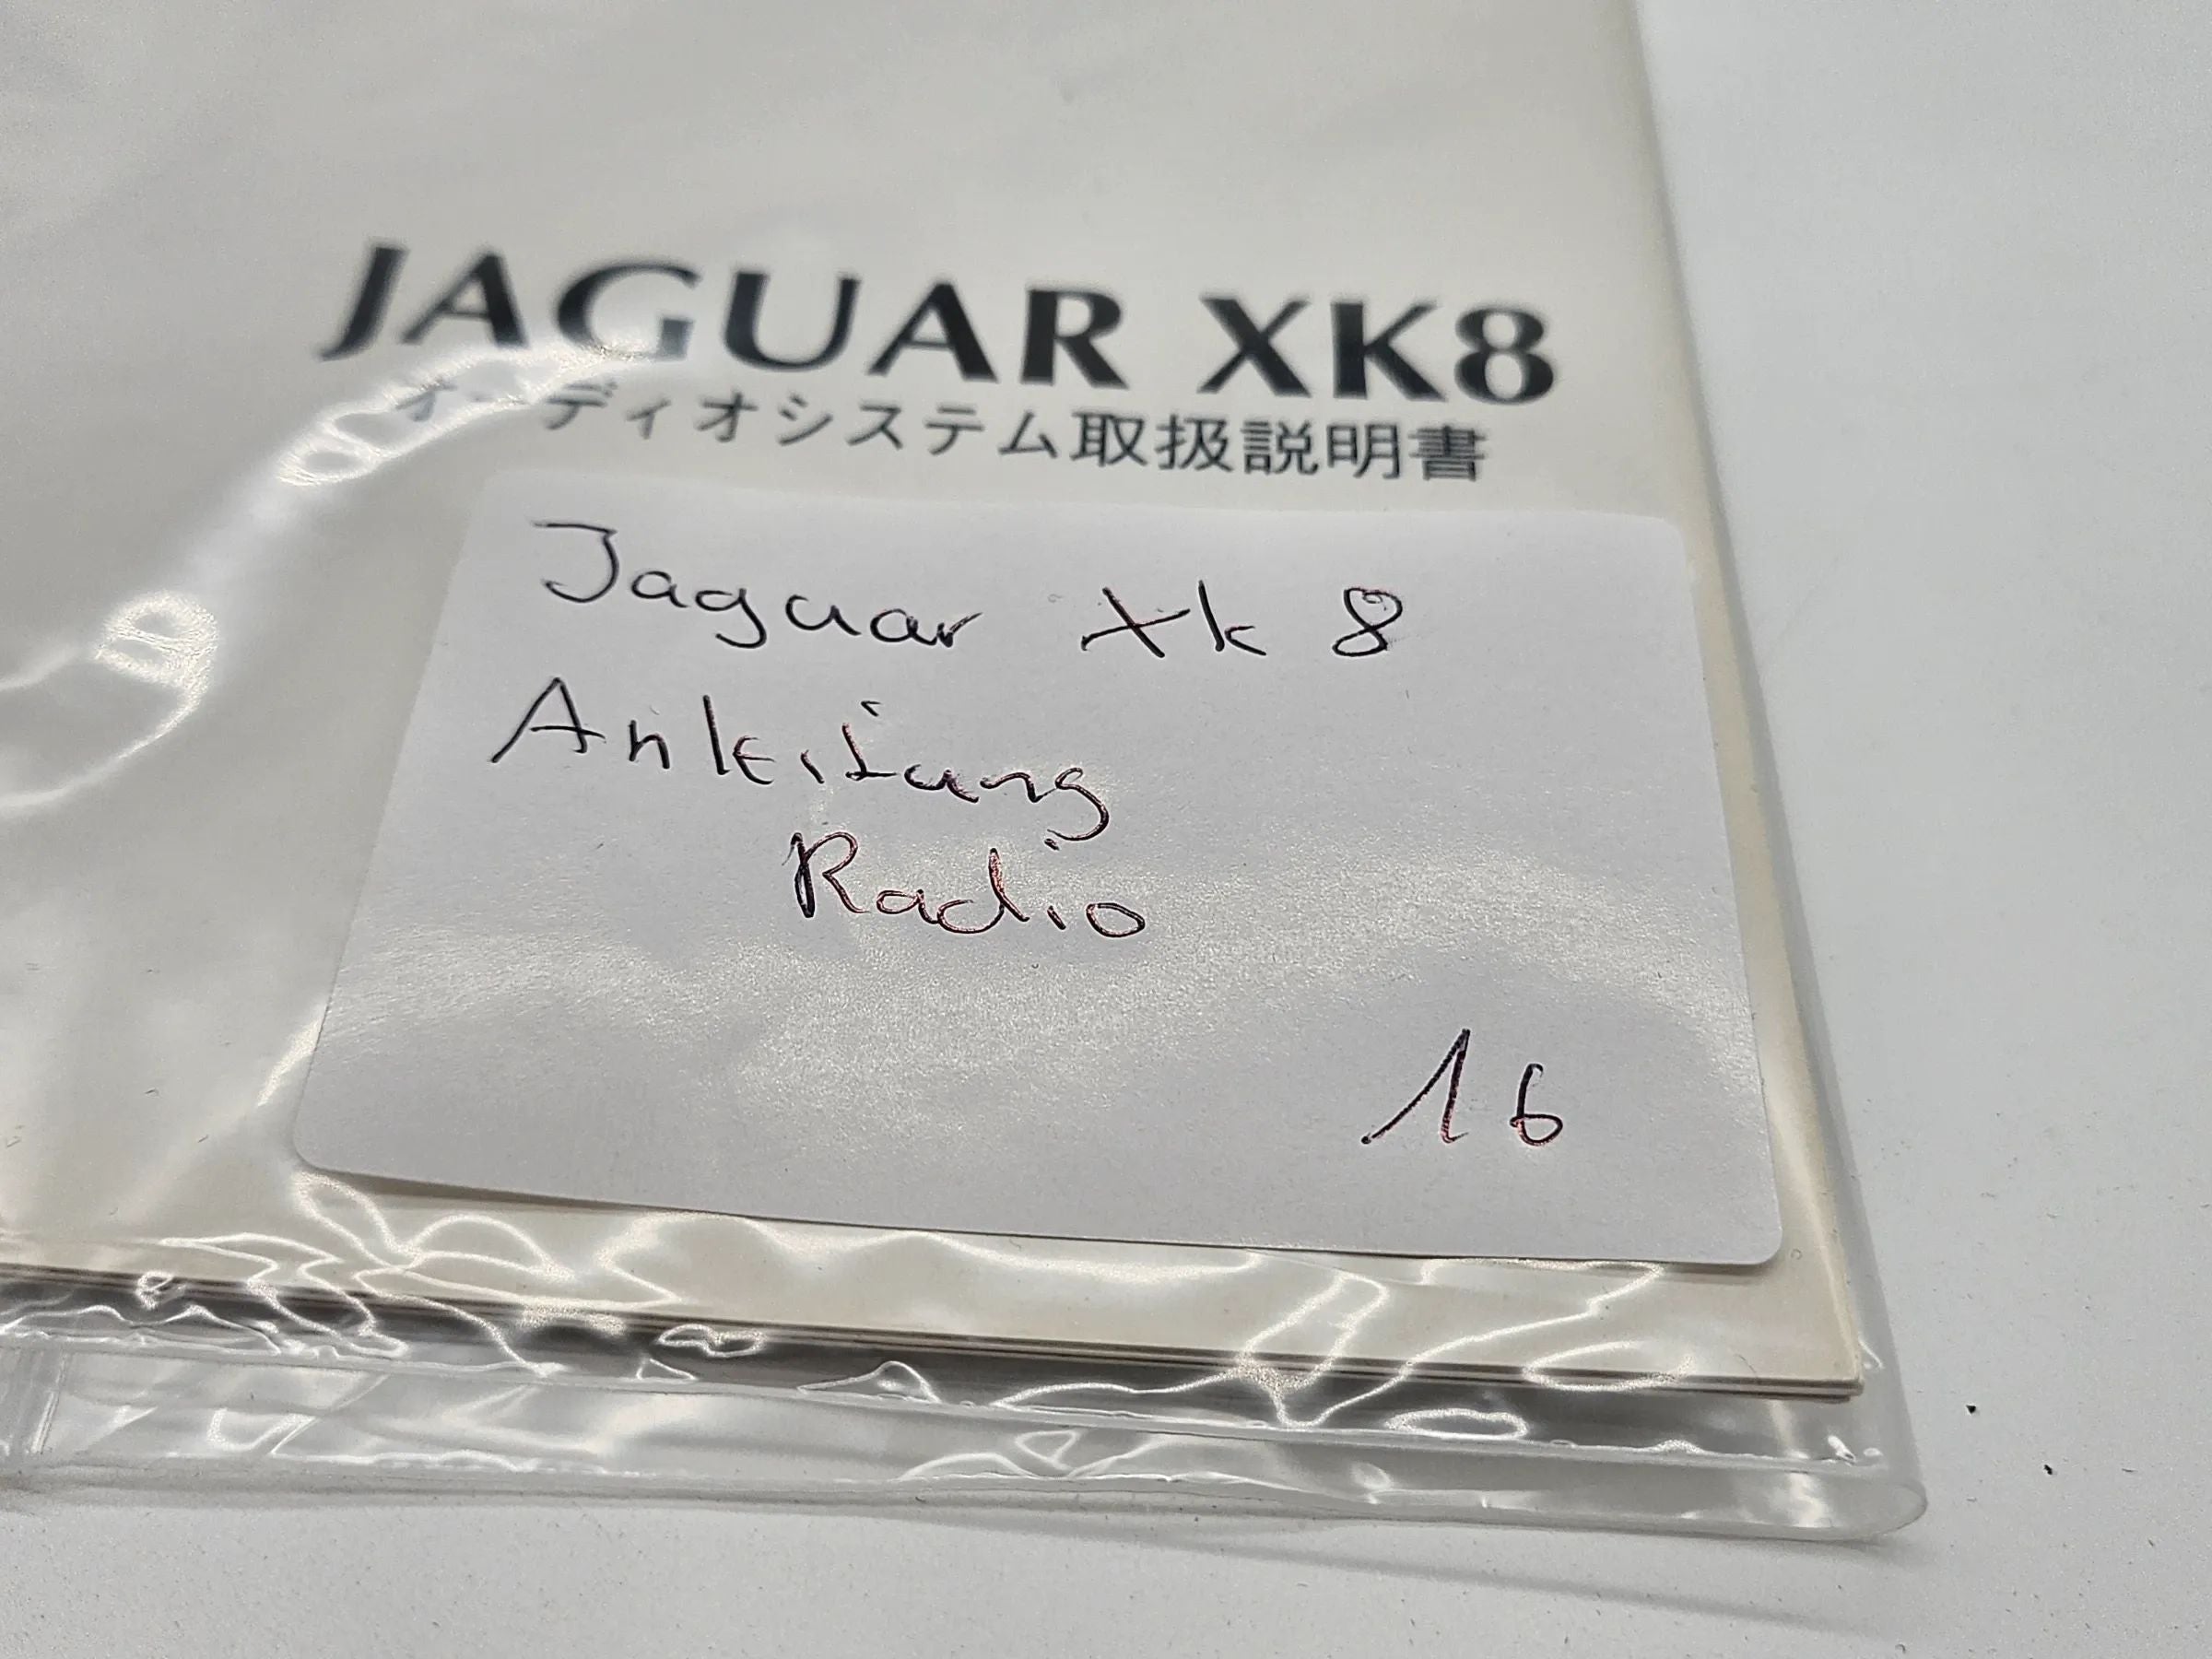 JAGUAR XK8
オーディオシステム取扱説明書
Jaguar Xk 8
Anleitung
Radio
16